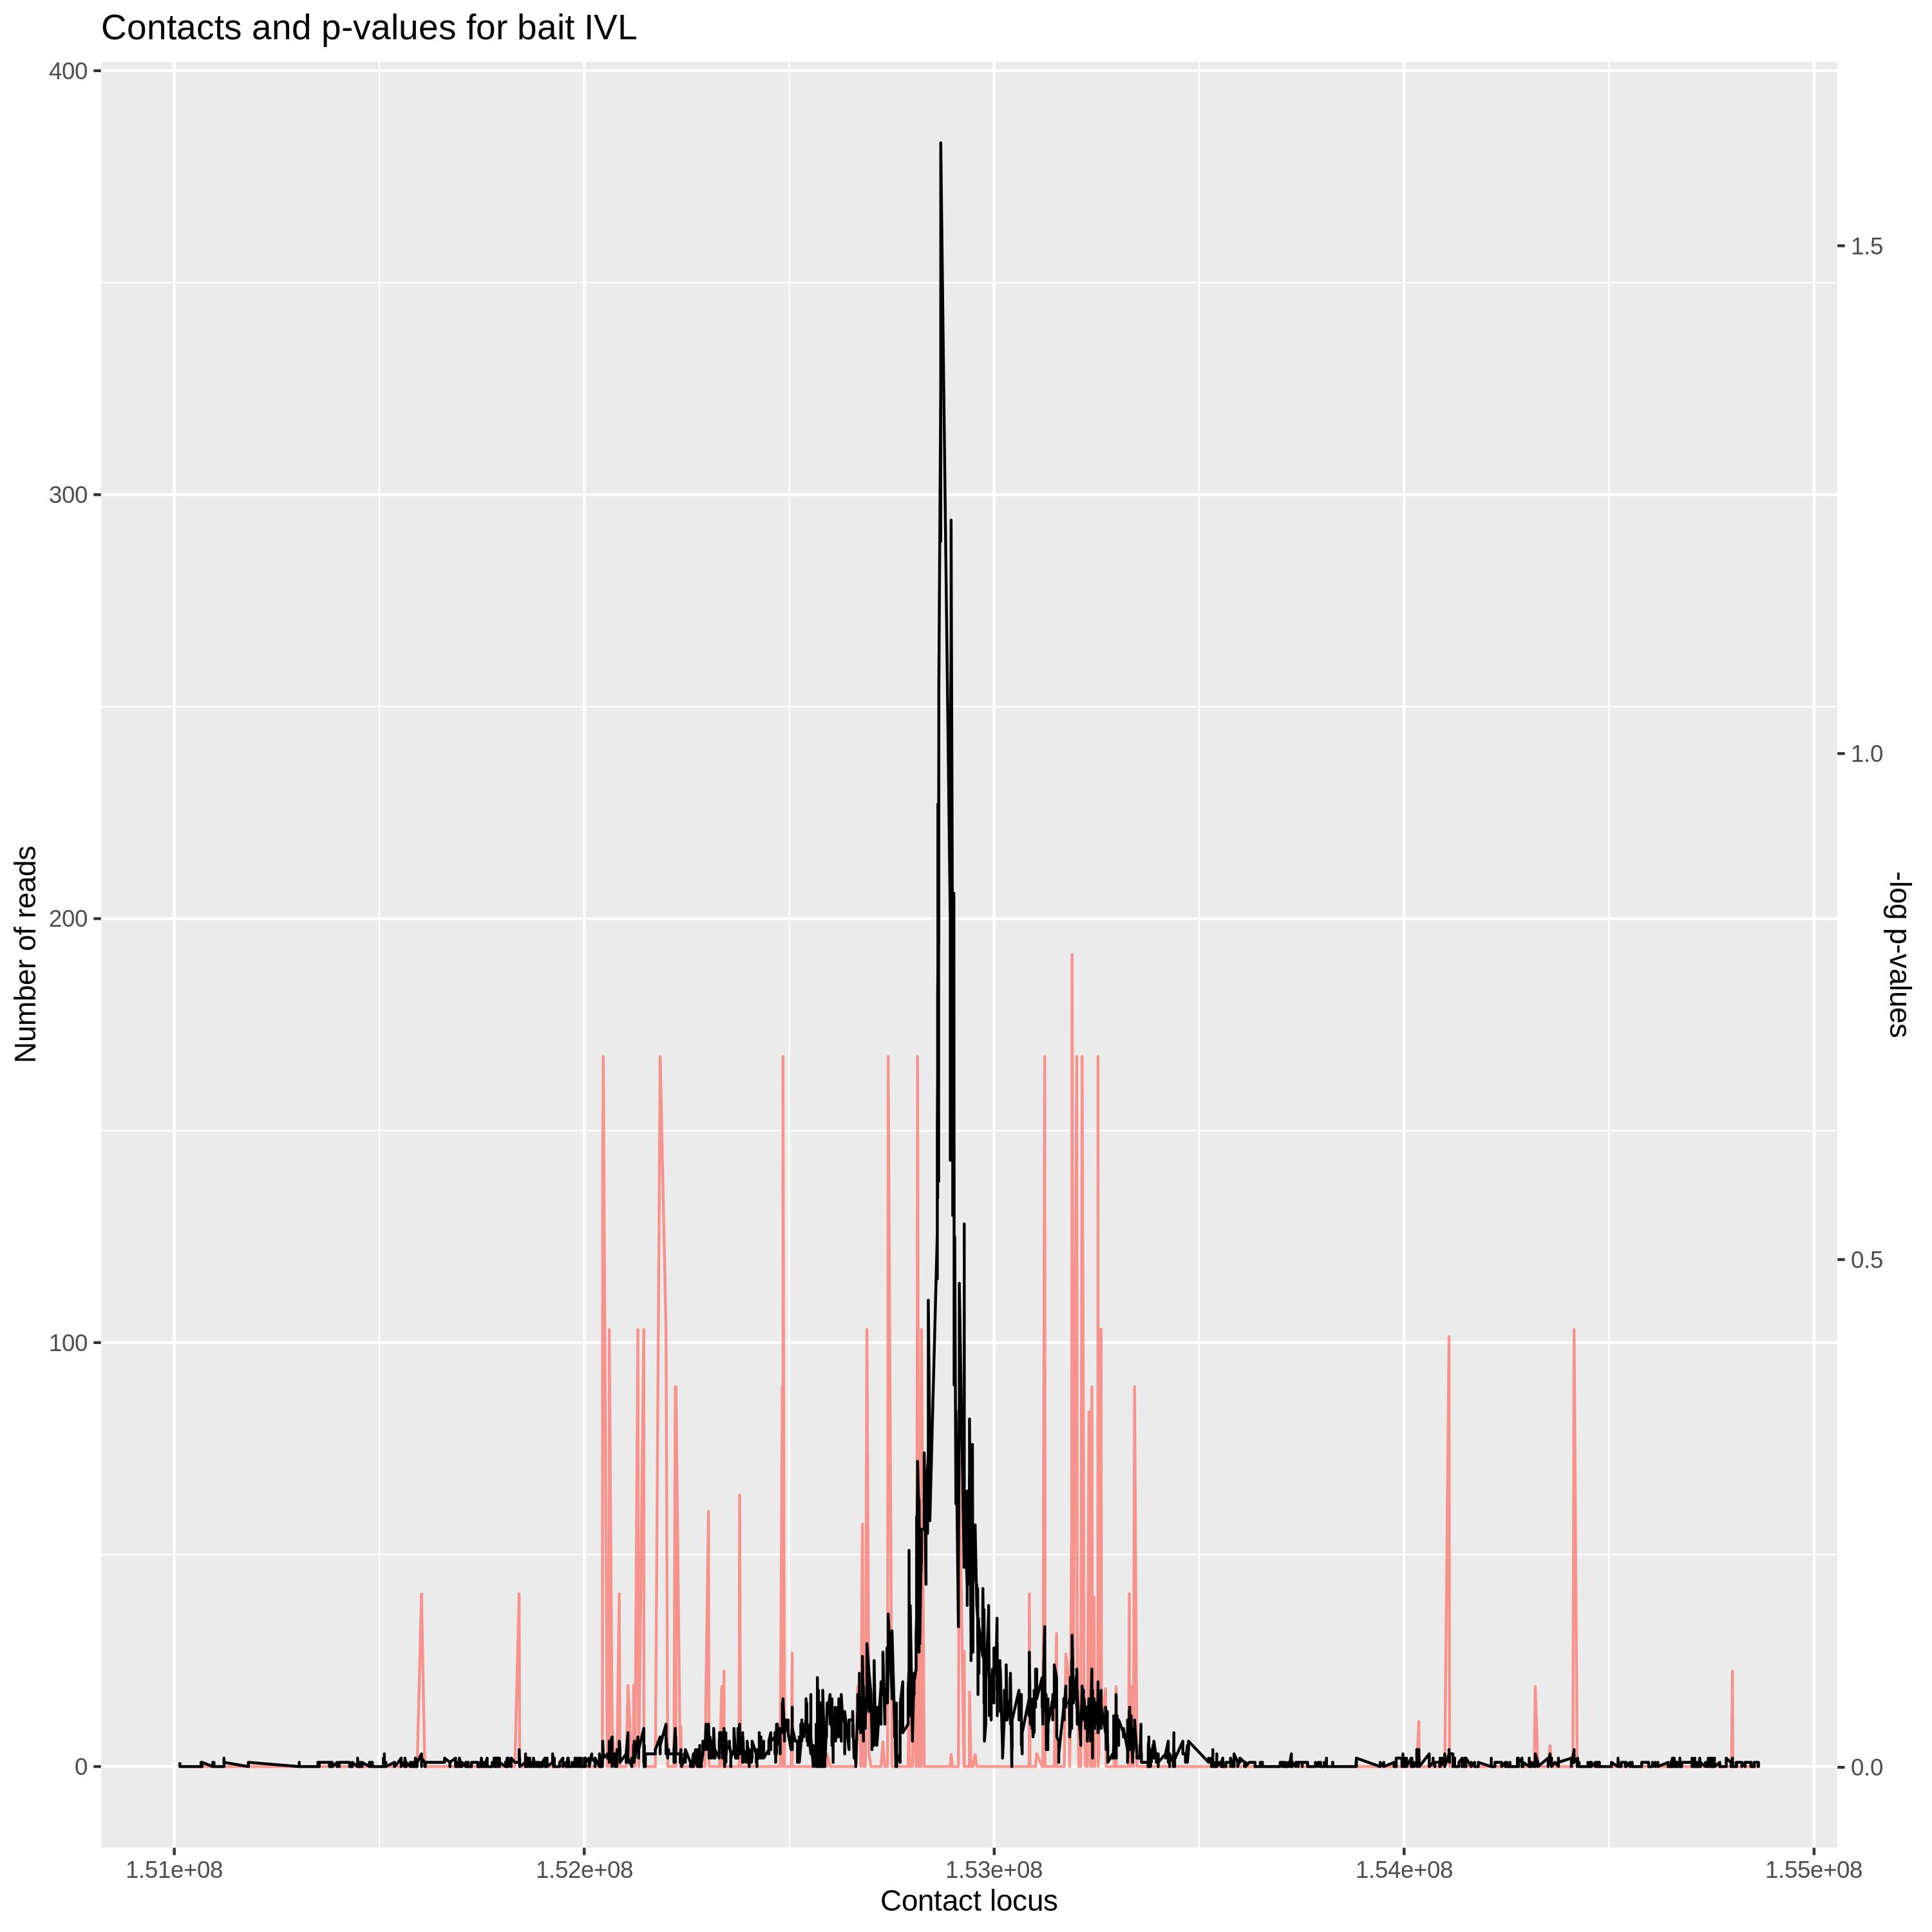 Contacts and p-values for bait IVL
400
300
200
100
0
Number of reads
1.5
1.0
0.5
0.0
-log p-values
1.51e+08 1.52e+08 1.53e+08 1.54e+08 1.55e+08
Contact locus